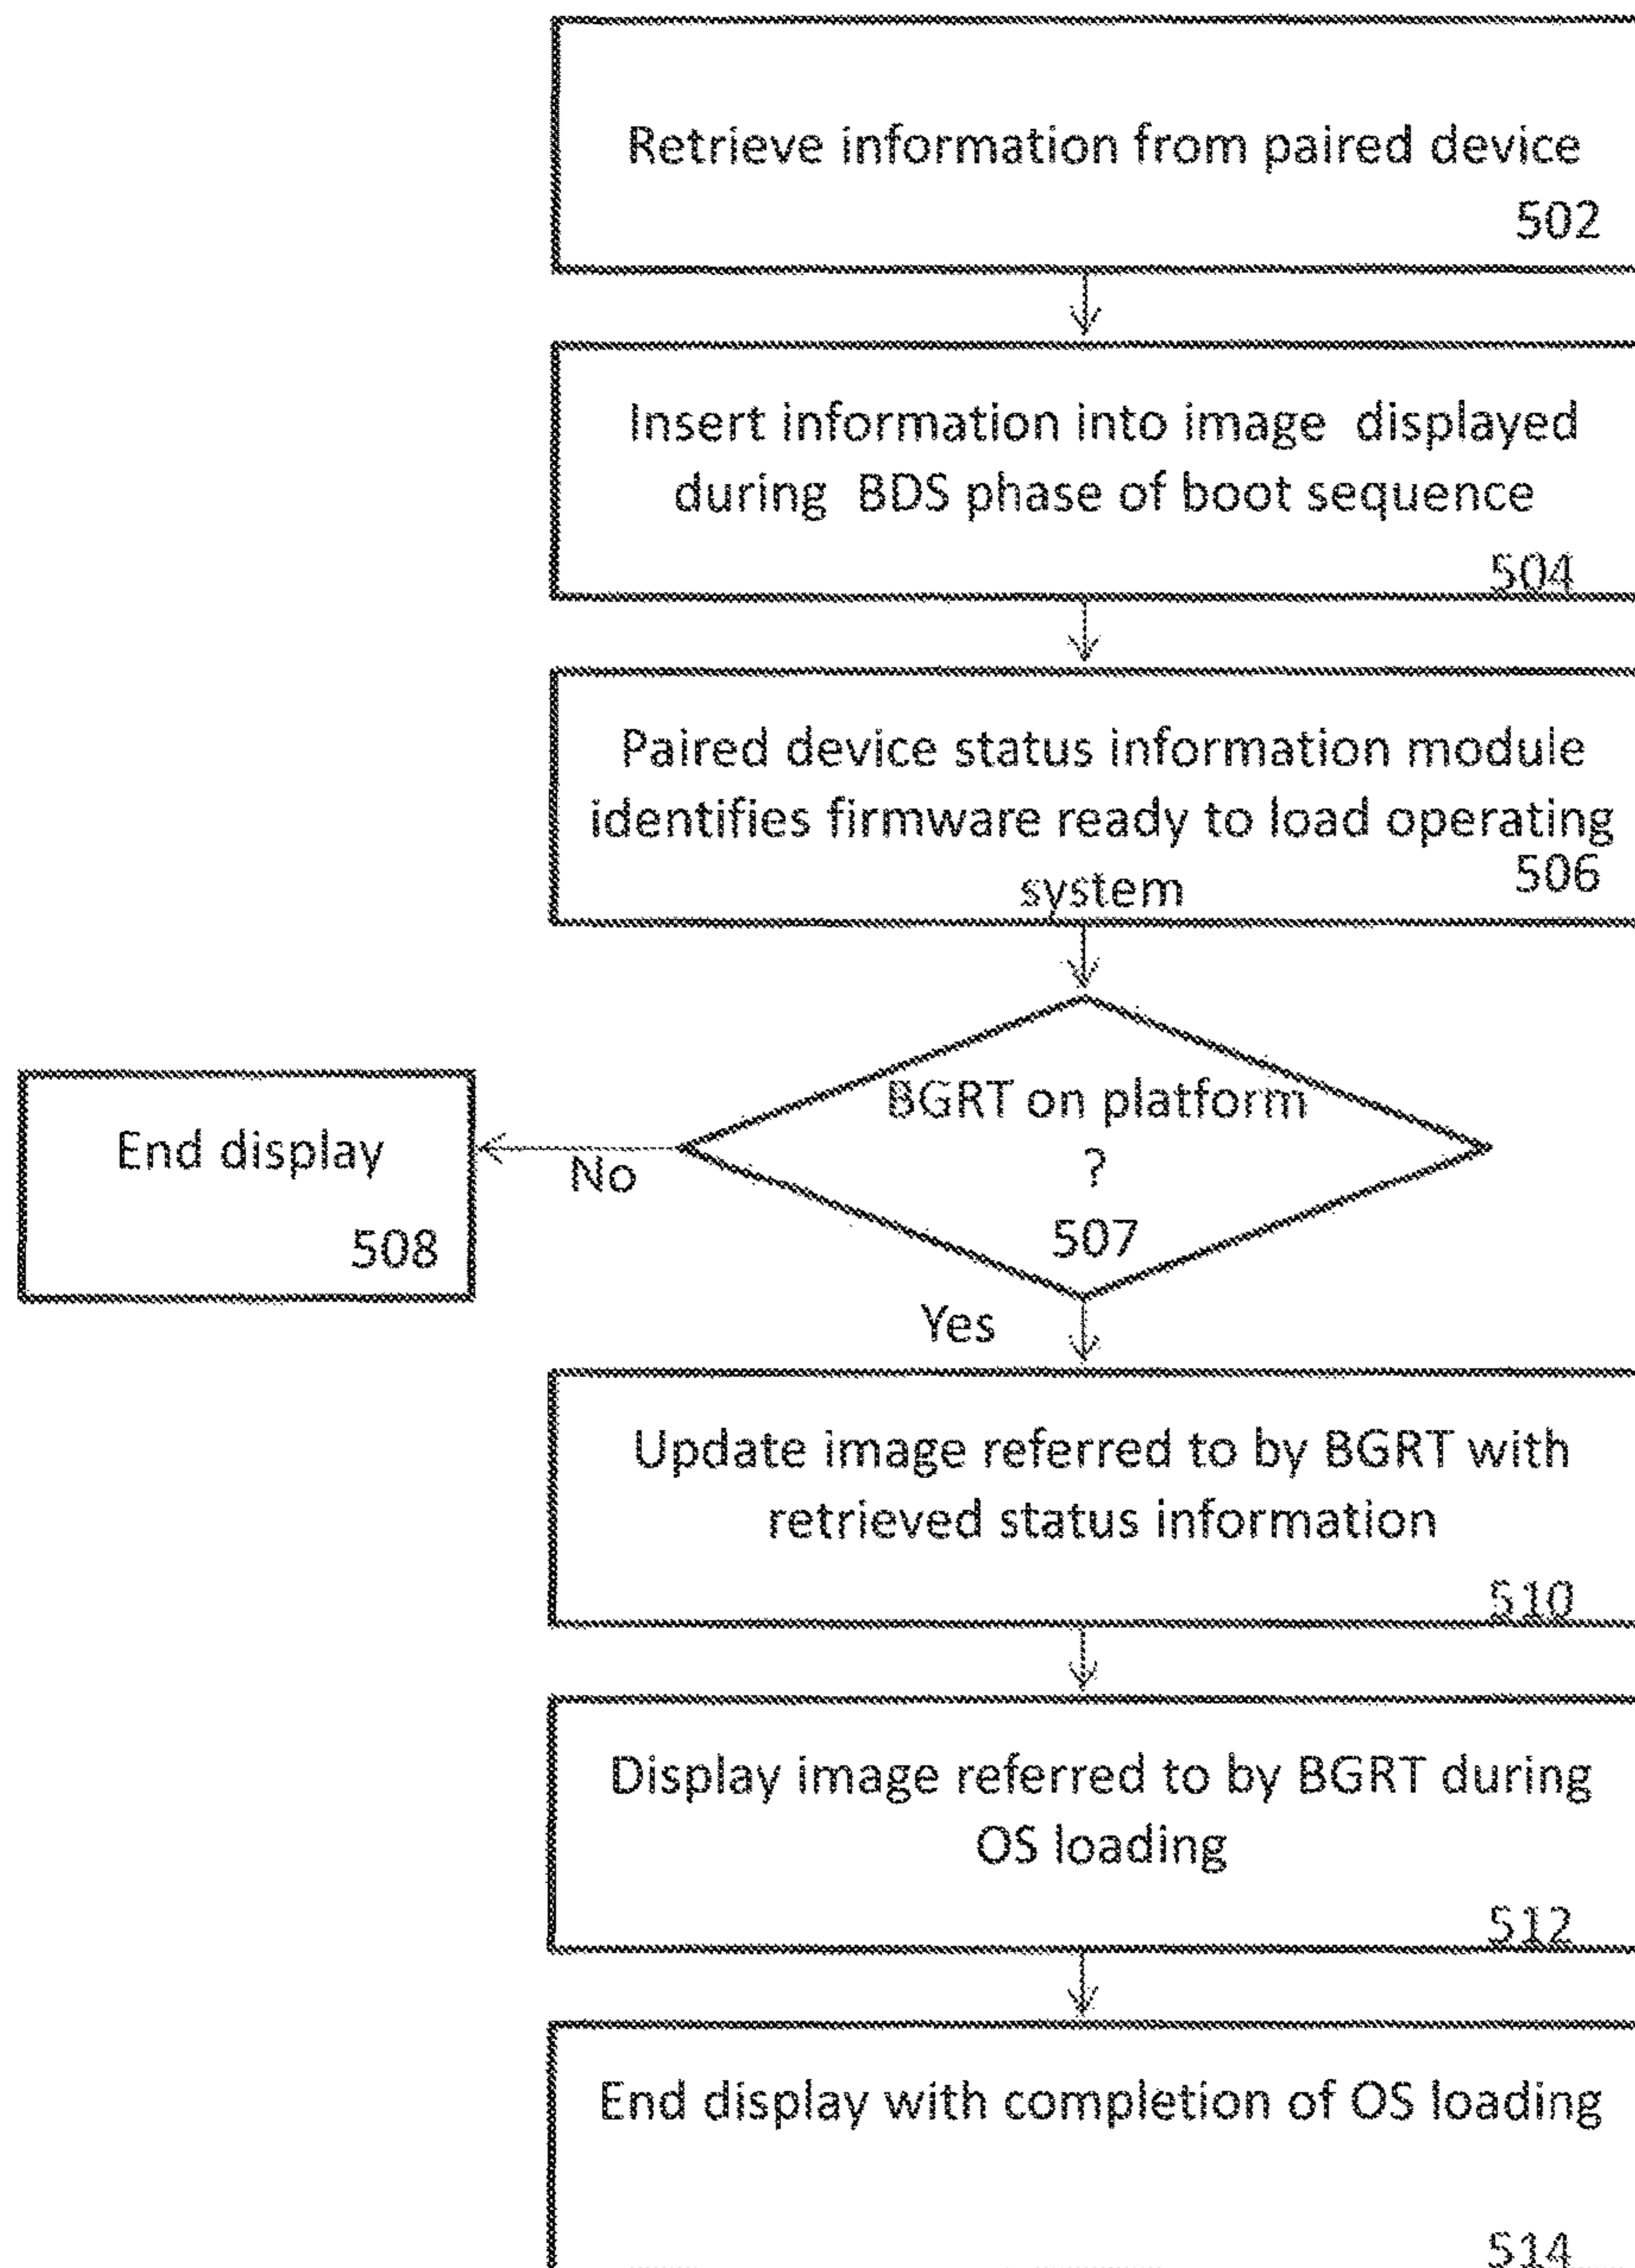 Retrieve information from paired device
502
Insert information into image displayed
during BDS phase of boot sequence
504
Paired device status information module
identifies firmware ready to load operating
system
506
BGRT on platform
?
507
No
End display
508
Yes
Update image referred to by BGRT with
retrieved status information
510
Display image referred to by BGRT during
OS loading
512
End display with completion of OS loading
514